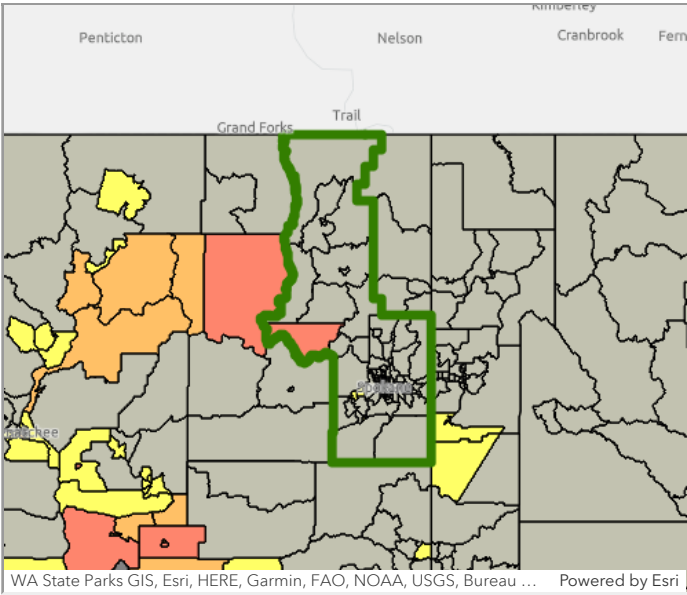 Kimberley
Penticton
Nelson
Cranbrook
Fern
Trail
Grand Forks
Spokane
WA State Parks GIS, Esri, HERE, Garmin, FAO, NOAA, USGS, Bureau ...
Powered by Esri